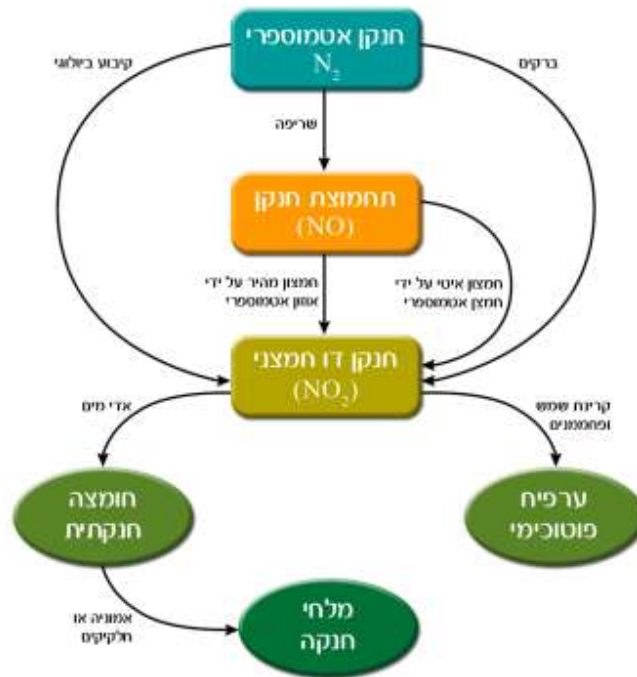 חנקן אטמוספרי
N₂
ברקים
קיבוע ביולוגי
שריפה
תחמוצת חנקן
(NO)
חמצון איטי על ידי
חמצן אטמוספרי
חמצון מהיר על ידי
אוזון אטמוספרי
חנקן דו חמצני
(NO₂)
קרינת שמש
ופחממנים
אדי מים
ערפיח
פוטוכימי
חומצה
חנקתית
אמוניה או
חלקיקים
מלחי
חנקה